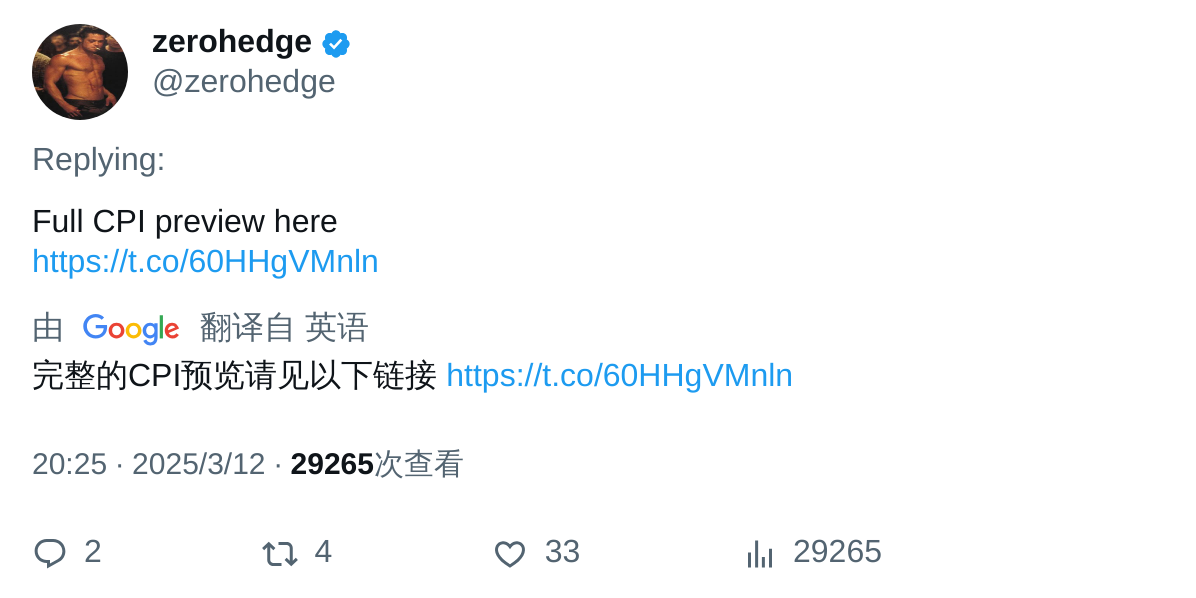 zerohedge
@zerohedge
Replying:
Full CPI preview here
https://t.co/60HHgVMnln
由 Google 翻译自 英语
完整的CPI预览请见以下链接 https://t.co/60HHgVMnln
20:25 · 2025/3/12 · 29265次查看
2 4 33 29265